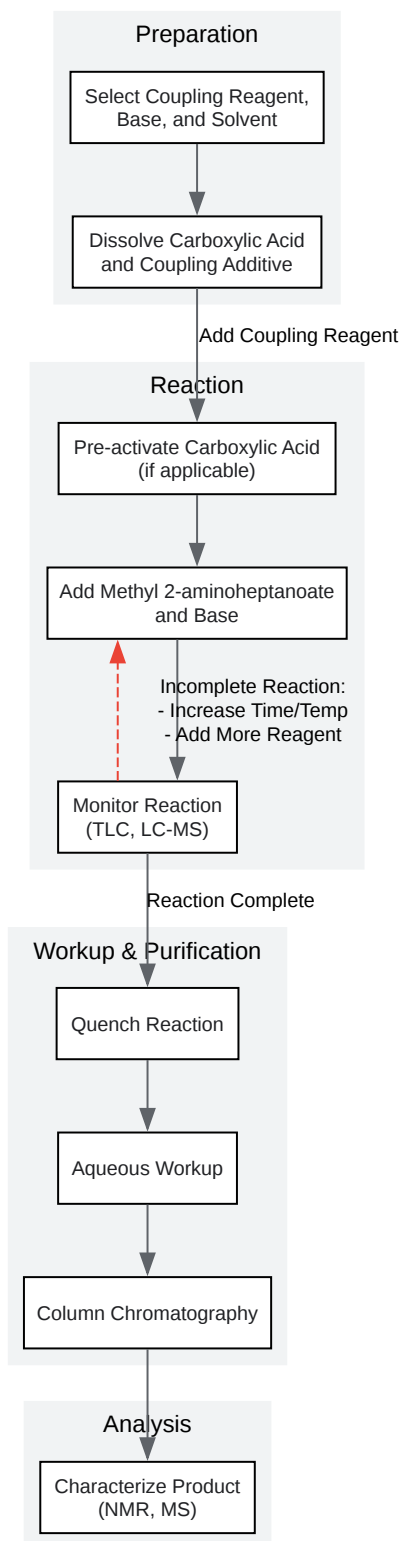 Preparation
Select Coupling Reagent,
Base, and Solvent
Dissolve Carboxylic Acid
and Coupling Additive
Add Coupling Reagent
Reaction
Pre-activate Carboxylic Acid
(if applicable)
Add Methyl 2-aminoheptanoate
and Base
Incomplete Reaction:
- Increase Time/Temp
- Add More Reagent
Monitor Reaction
(TLC, LC-MS)
Reaction Complete
Workup & Purification
Quench Reaction
Aqueous Workup
Column Chromatography
Analysis
Characterize Product
(NMR, MS)